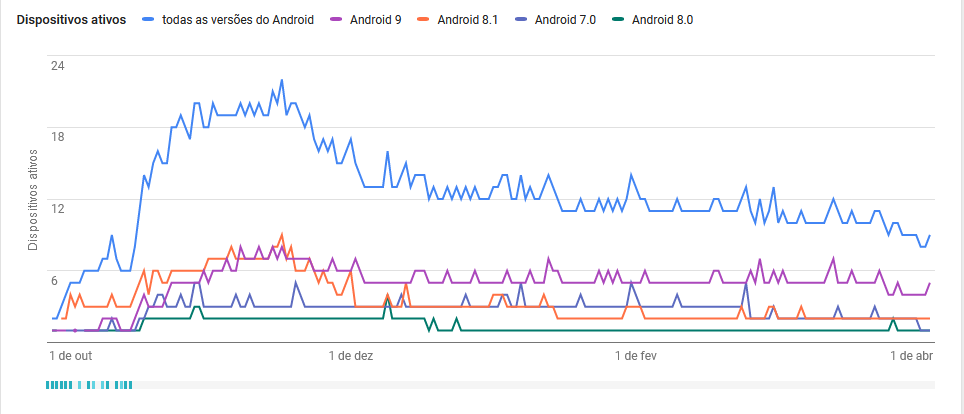 Dispositivos ativos todas as versões do Android Android 9 Android 8.1 Android 7.0 Android 8.0
24
18
12
6
Dispositivos ativos
1 de out 1 de dez 1 de fev 1 de abr